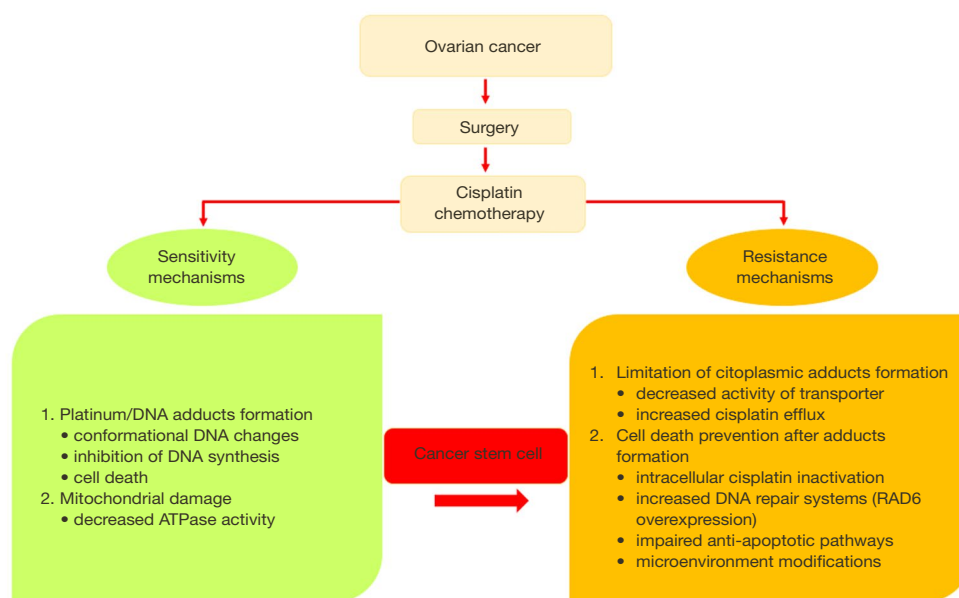 Ovarian cancer
Surgery
Cisplatin
chemotherapy
Sensitivity
mechanisms
Resistance
mechanisms
1. Platinum/DNA adducts formation
• conformational DNA changes
• inhibition of DNA synthesis
• cell death
2. Mitochondrial damage
• decreased ATPase activity
Cancer stem cell
1. Limitation of citoplasmic adducts formation
• decreased activity of transporter
• increased cisplatin efflux
2. Cell death prevention after adducts
formation
• intracellular cisplatin inactivation
• increased DNA repair systems (RAD6
overexpression)
• impaired anti-apoptotic pathways
• microenvironment modifications